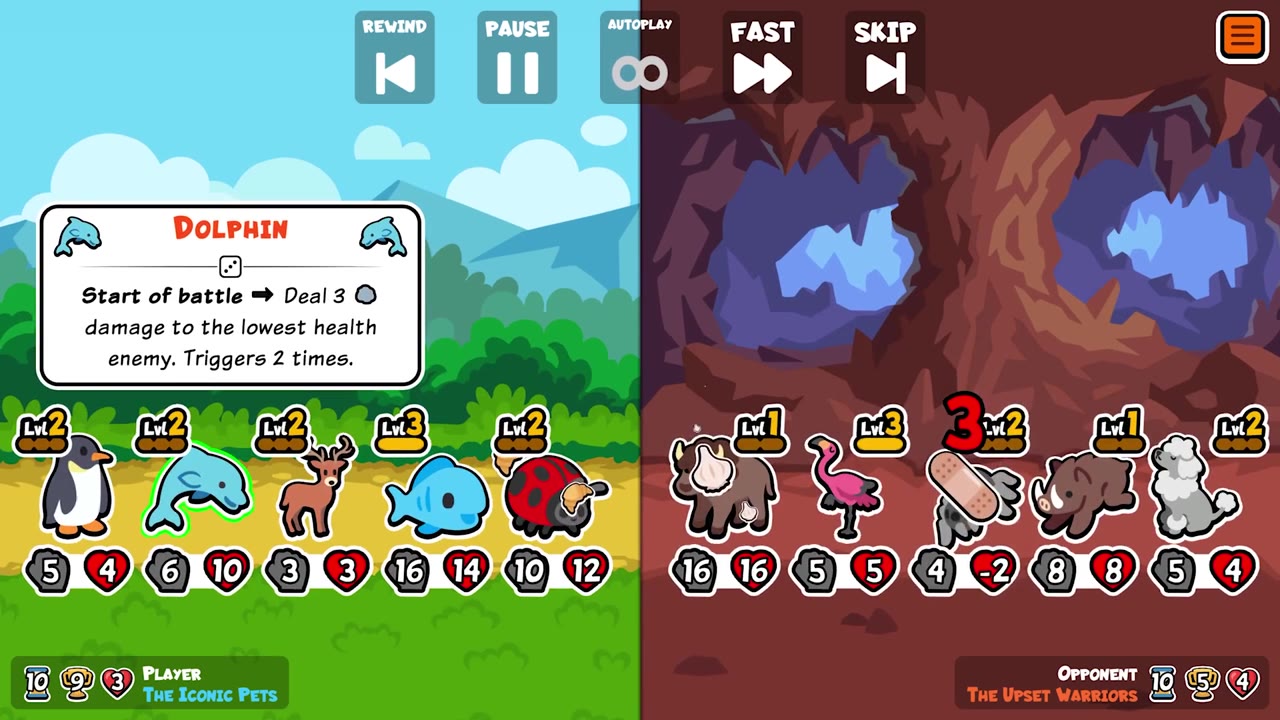 REWIND
PAUSE
AUTOPLAY
FAST
SKIP
DOLPHIN
Start of battle ➡ Deal 3
damage to the lowest health
enemy. Triggers 2 times.
Lvl2
Lvl2
Lvl2
Lvl3
Lvl2
Lvl1
Lvl3
3
Lvl2
Lvl1
Lvl2
5 4
6 10
3 3
16 14
10 12
16 16
5 5
4 -2
8 8
5 4
10 9 3
PLAYER
THE ICONIC PETS
OPPONENT
THE UPSET WARRIORS
10 5 4